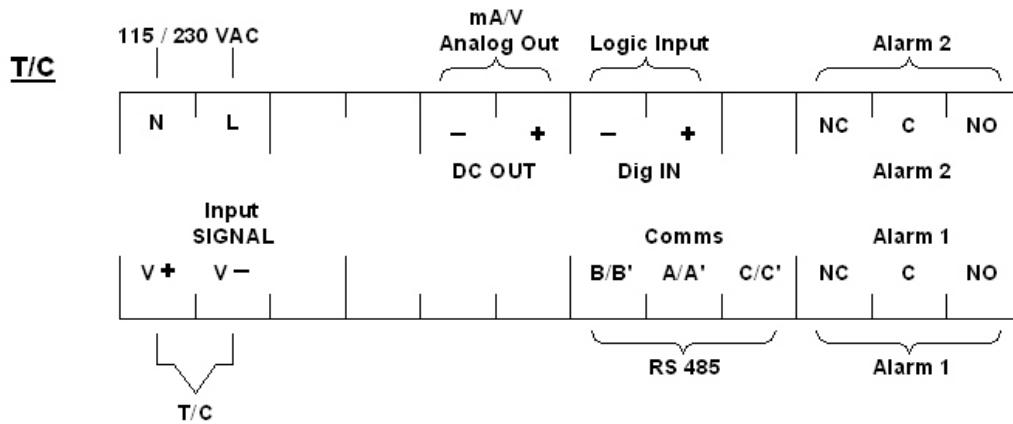 T/C
115 / 230 VAC
mA/V
Analog Out
Logic Input
Alarm 2
N L − + − + NC C NO
DC OUT Dig IN Alarm 2
Input
SIGNAL
Comms Alarm 1
V + V − B/B' A/A' C/C' NC C NO
RS 485 Alarm 1
T/C